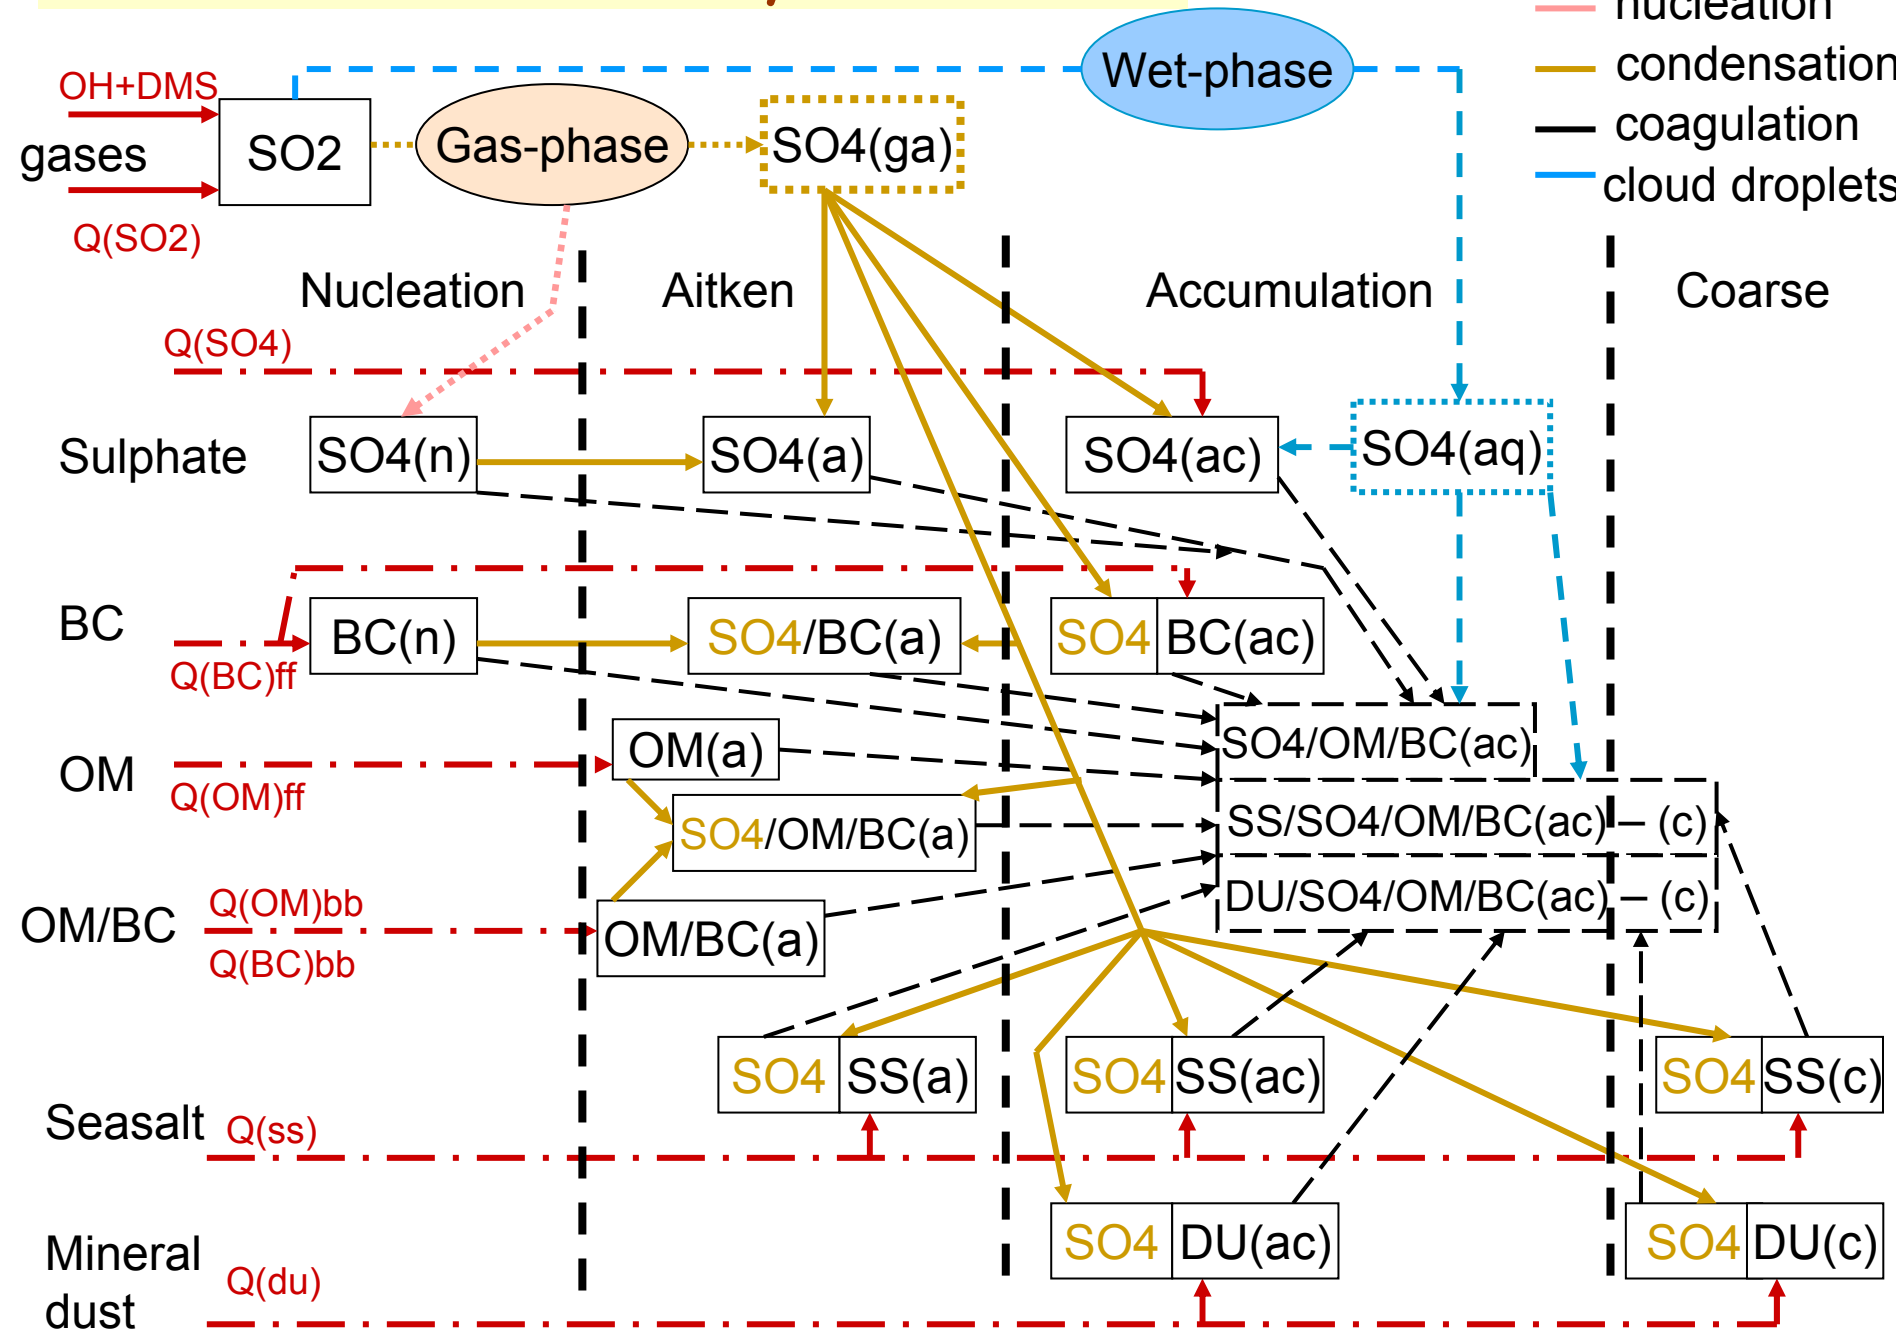 nucleation
condensation
coagulation
cloud droplets
OH+DMS
Wet-phase
gases
SO2
Gas-phase
SO4(ga)
Q(SO2)
Nucleation
Aitken
Accumulation
Coarse
Q(SO4)
Sulphate
SO4(n)
SO4(a)
SO4(ac)
SO4(aq)
BC
BC(n)
SO4/BC(a)
SO4 BC(ac)
Q(BC)ff
OM
OM(a)
SO4/OM/BC(ac)
Q(OM)ff
SO4/OM/BC(a)
SS/SO4/OM/BC(ac) – (c)
DU/SO4/OM/BC(ac) – (c)
OM/BC
Q(OM)bb
Q(BC)bb
OM/BC(a)
SO4 SS(a)
SO4 SS(ac)
SO4 SS(c)
Seasalt
Q(ss)
SO4 DU(ac)
SO4 DU(c)
Mineral
dust
Q(du)